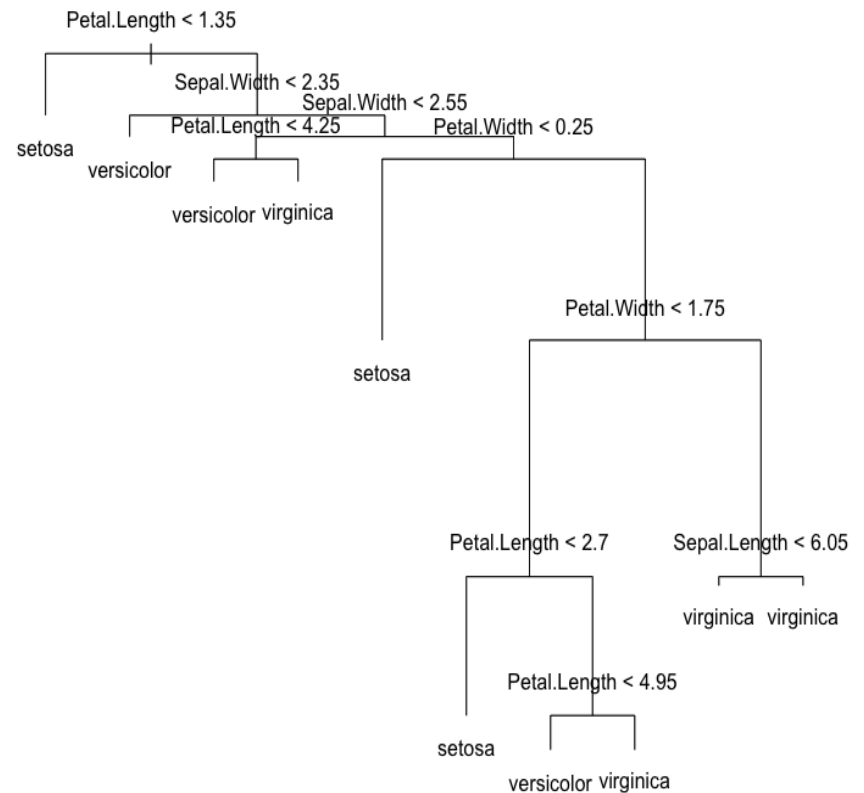 Petal.Length < 1.35
Sepal.Width < 2.35
Sepal.Width < 2.55
Petal.Length < 4.25
Petal.Width < 0.25
setosa
versicolor
versicolor
virginica
Petal.Width < 1.75
setosa
Petal.Length < 2.7
Sepal.Length < 6.05
virginica
virginica
Petal.Length < 4.95
setosa
versicolor
virginica